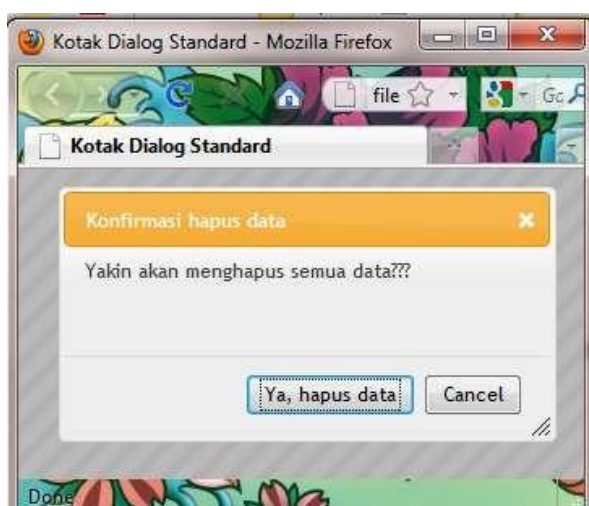 Kotak Dialog Standard - Mozilla Firefox
file
Gc
Kotak Dialog Standard
Konfirmasi hapus data
Yakin akan menghapus semua data???
Ya, hapus data
Cancel
Done